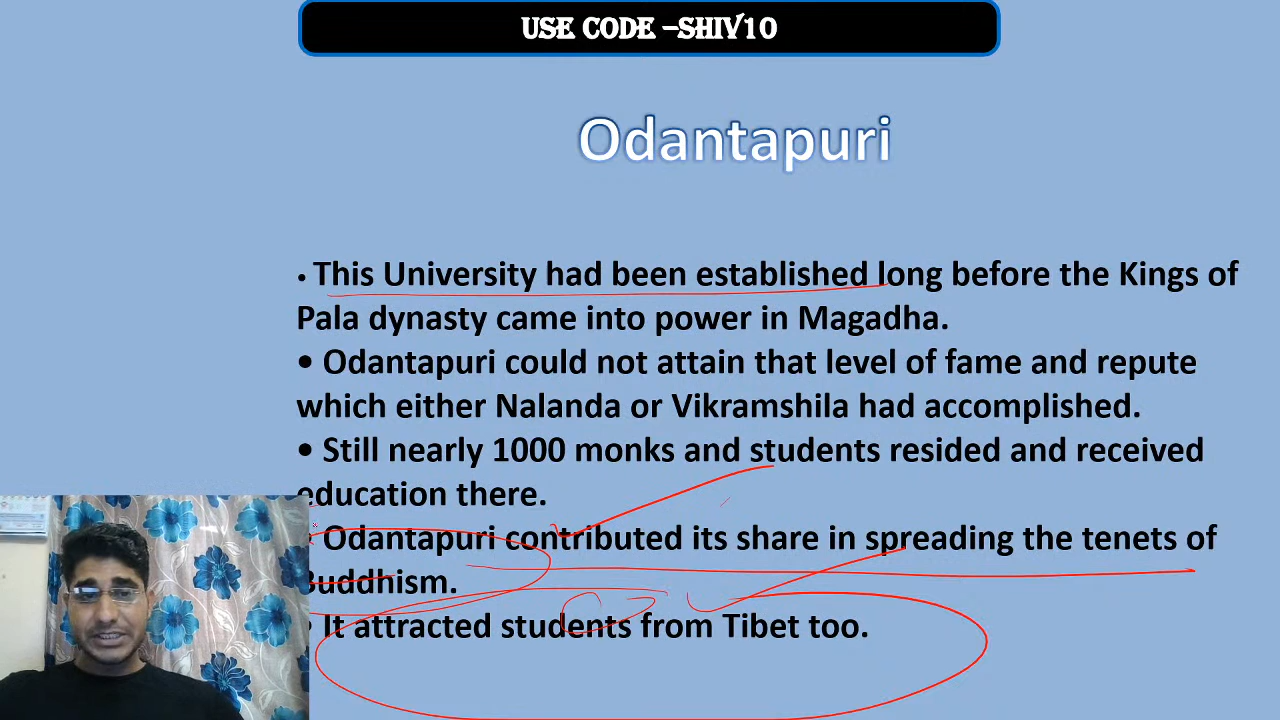 USE CODE –SHIV10
Odantapuri
• This University had been established long before the Kings of
Pala dynasty came into power in Magadha.
• Odantapuri could not attain that level of fame and repute
which either Nalanda or Vikramshila had accomplished.
• Still nearly 1000 monks and students resided and received
education there.
• Odantapuri contributed its share in spreading the tenets of
Buddhism.
• It attracted students from Tibet too.